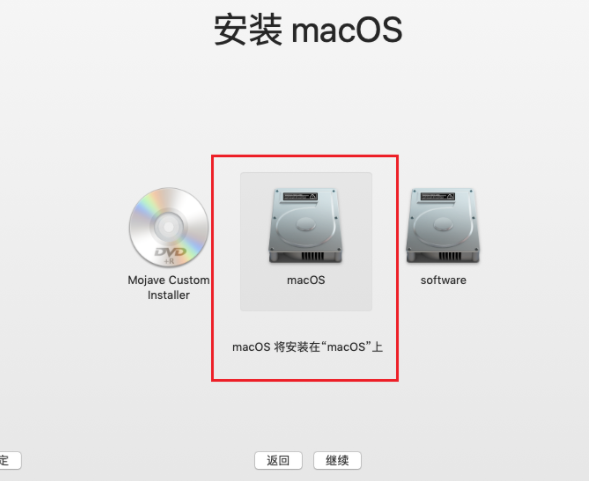 安装 macOS
DVD
Mojave Custom
Installer
macOS
software
macOS 将安装在“macOS”上
定
返回
继续